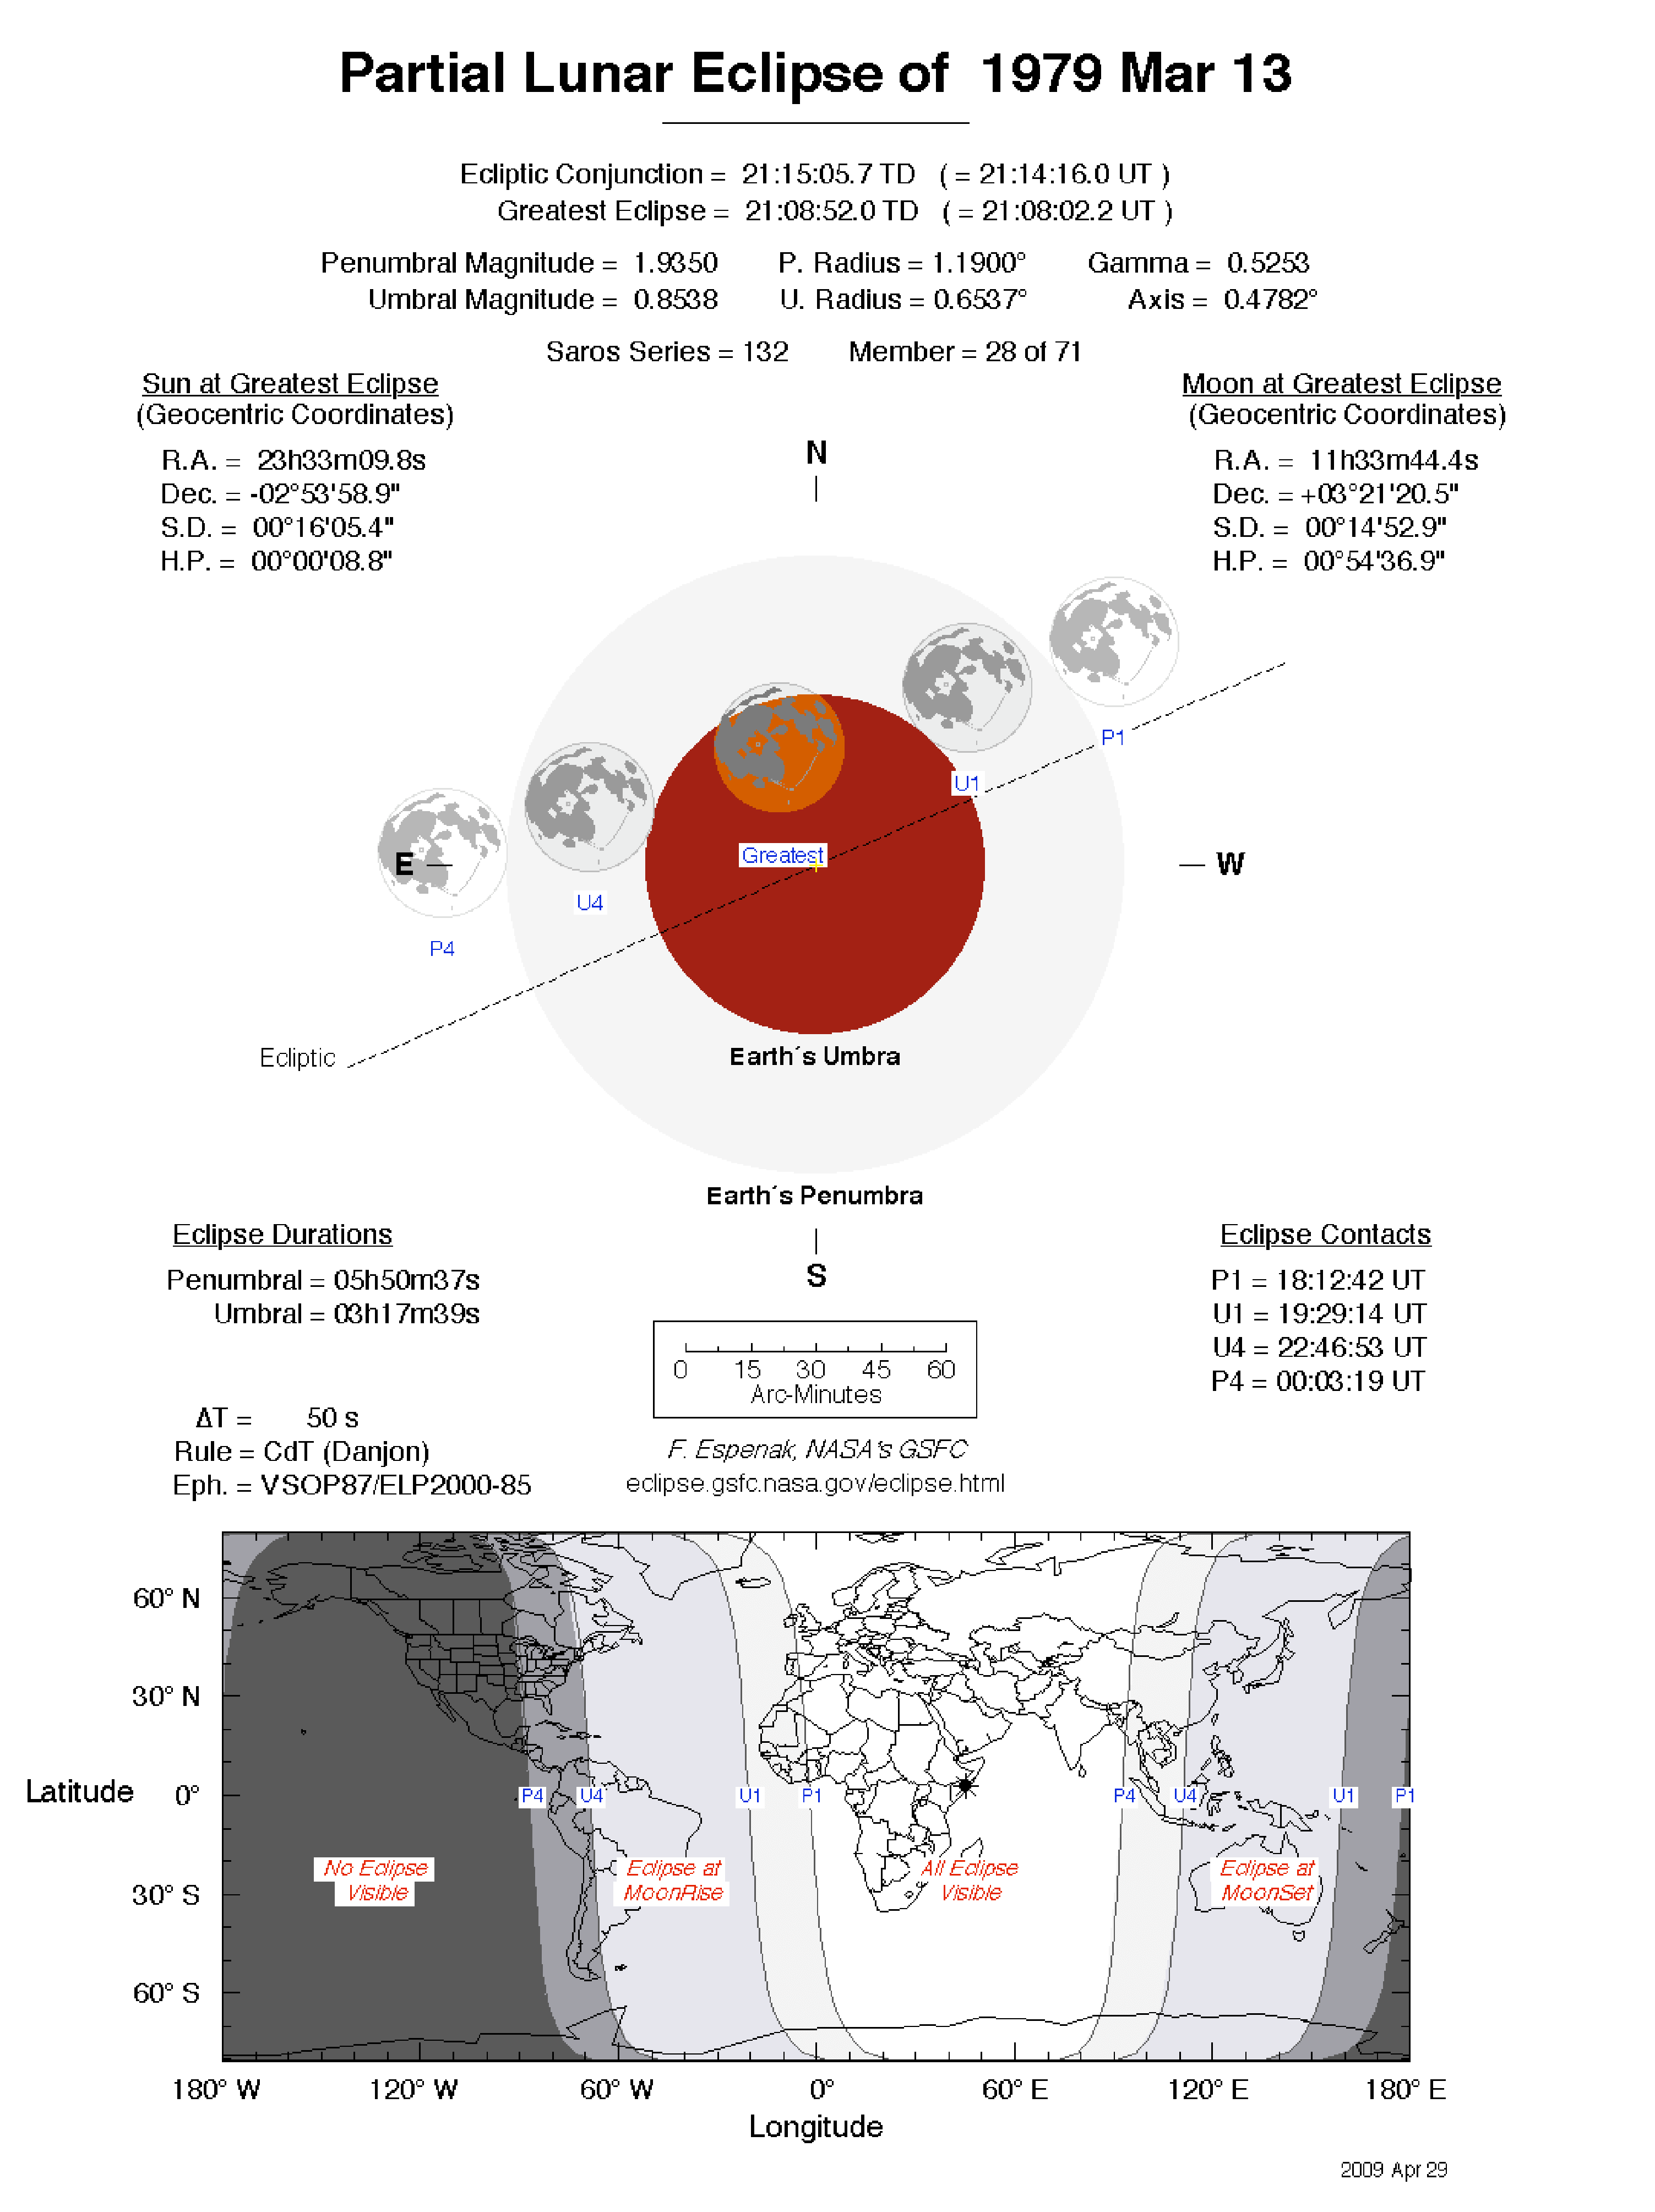 Partial Lunar Eclipse of 1979 Mar 13
Ecliptic Conjunction = 21:15:05.7 TD ( = 21:14:16.0 UT )
Greatest Eclipse = 21:08:52.0 TD ( = 21:08:02.2 UT )
Penumbral Magnitude = 1.9350 P. Radius = 1.1900° Gamma = 0.5253
Umbral Magnitude = 0.8538 U. Radius = 0.6537° Axis = 0.4782°
Saros Series = 132 Member = 28 of 71
Sun at Greatest Eclipse
(Geocentric Coordinates)
R.A. = 23h33m09.8s
Dec. = -02°53'58.9"
S.D. = 00°16'05.4"
H.P. = 00°00'08.8"
Moon at Greatest Eclipse
(Geocentric Coordinates)
R.A. = 11h33m44.4s
Dec. = +03°21'20.5"
S.D. = 00°14'52.9"
H.P. = 00°54'36.9"
N
P1
U1
Greatest
E
W
U4
P4
Ecliptic
Earth´s Umbra
Earth´s Penumbra
S
Eclipse Durations
Penumbral = 05h50m37s
Umbral = 03h17m39s
Eclipse Contacts
P1 = 18:12:42 UT
U1 = 19:29:14 UT
U4 = 22:46:53 UT
P4 = 00:03:19 UT
0 15 30 45 60
Arc-Minutes
ΔT = 50 s
Rule = CdT (Danjon)
Eph. = VSOP87/ELP2000-85
F. Espenak, NASA's GSFC
eclipse.gsfc.nasa.gov/eclipse.html
60° N
30° N
Latitude 0°
30° S
60° S
P4 U4 U1 P1 P4 U4 U1 P1
No Eclipse
Visible
Eclipse at
MoonRise
All Eclipse
Visible
Eclipse at
MoonSet
180° W 120° W 60° W 0° 60° E 120° E 180° E
Longitude
2009 Apr 29